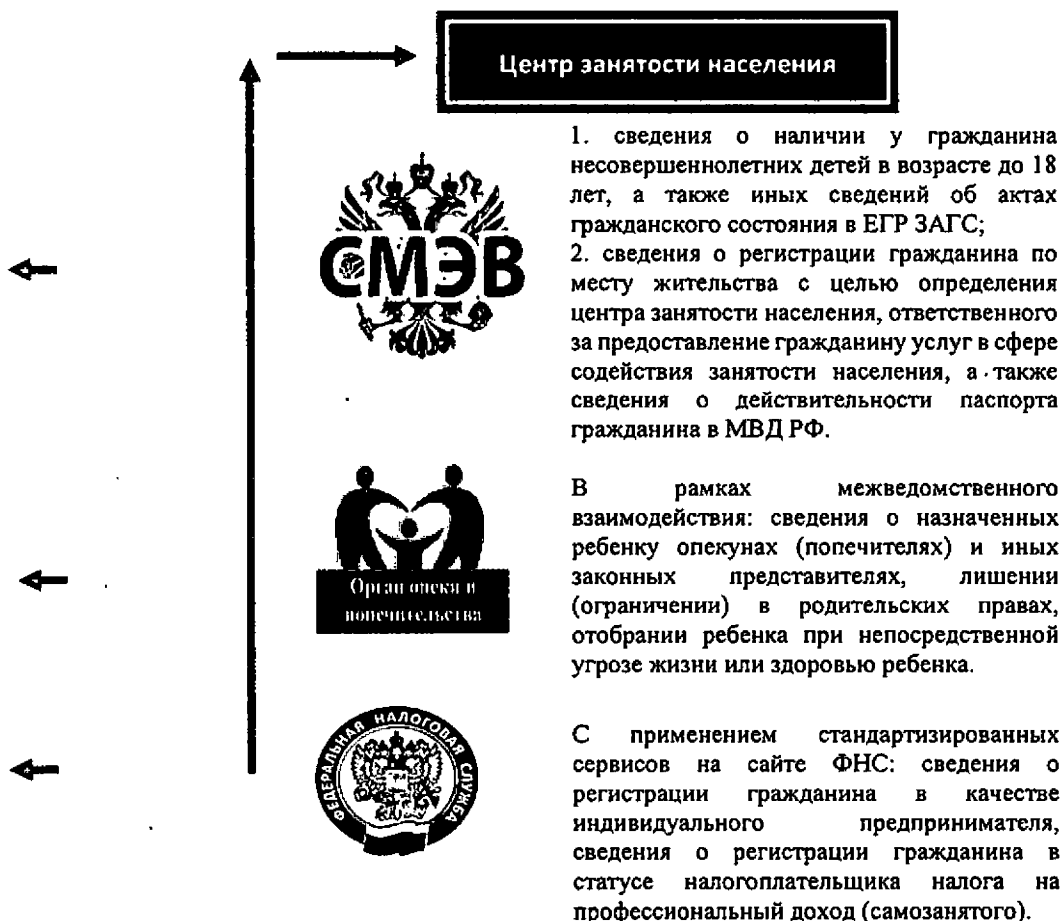 Центр занятости населения
1. сведения о наличии у гражданина
несовершеннолетних детей в возрасте до 18
лет, а также иных сведений об актах
гражданского состояния в ЕГР ЗАГС;
2. сведения о регистрации гражданина по
месту жительства с целью определения
центра занятости населения, ответственного
за предоставление гражданину услуг в сфере
содействия занятости населения, а также
сведения о действительности паспорта
гражданина в МВД РФ.
СМЭВ
В рамках межведомственного
взаимодействия: сведения о назначенных
ребенку опекунах (попечителях) и иных
законных представителях, лишении
(ограничении) в родительских правах,
отобрании ребенка при непосредственной
угрозе жизни или здоровью ребенка.
Орган опеки и
попечительства
С применением стандартизированных
сервисов на сайте ФНС: сведения о
регистрации гражданина в качестве
индивидуального предпринимателя,
сведения о регистрации гражданина в
статусе налогоплательщика налога на
профессиональный доход (самозанятого).
ФЕДЕРАЛЬНАЯ НАЛОГОВАЯ СЛУЖБА